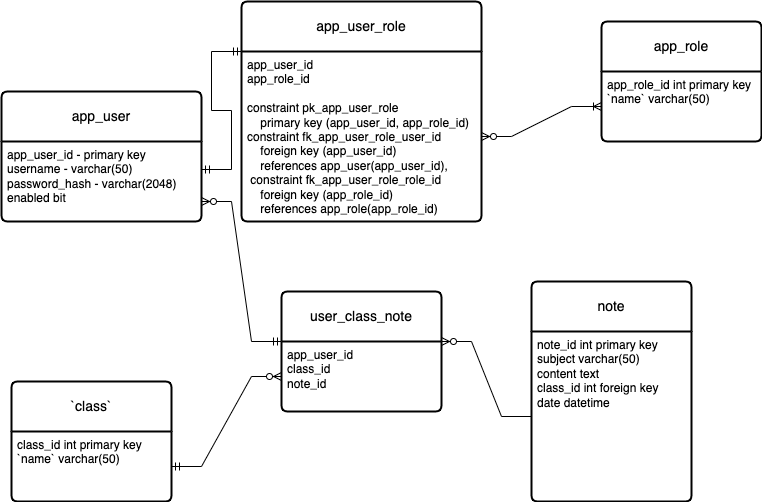 app_user_role
app_user_id
app_role_id
constraint pk_app_user_role
primary key (app_user_id, app_role_id)
constraint fk_app_user_role_user_id
foreign key (app_user_id)
references app_user(app_user_id),
constraint fk_app_user_role_role_id
foreign key (app_role_id)
references app_role(app_role_id)
app_role
app_role_id int primary key
`name` varchar(50)
app_user
app_user_id - primary key
username - varchar(50)
password_hash - varchar(2048)
enabled bit
user_class_note
app_user_id
class_id
note_id
note
note_id int primary key
subject varchar(50)
content text
class_id int foreign key
date datetime
`class`
class_id int primary key
`name` varchar(50)